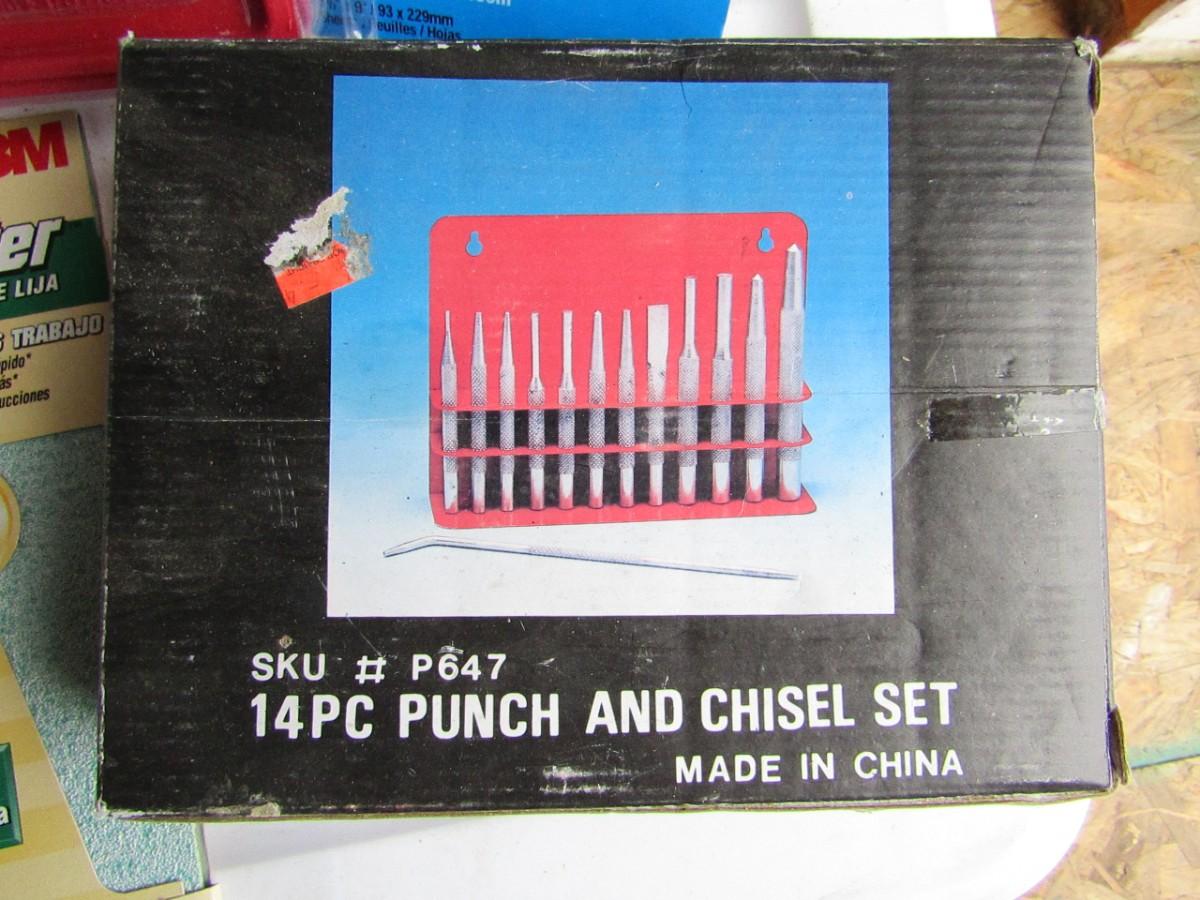 93 x 229mm
euilles / Hojas
3M
ter
E LIJA
TRABAJO
pido*
ás*
ucciones
a
SKU # P647
14PC PUNCH AND CHISEL SET
MADE IN CHINA